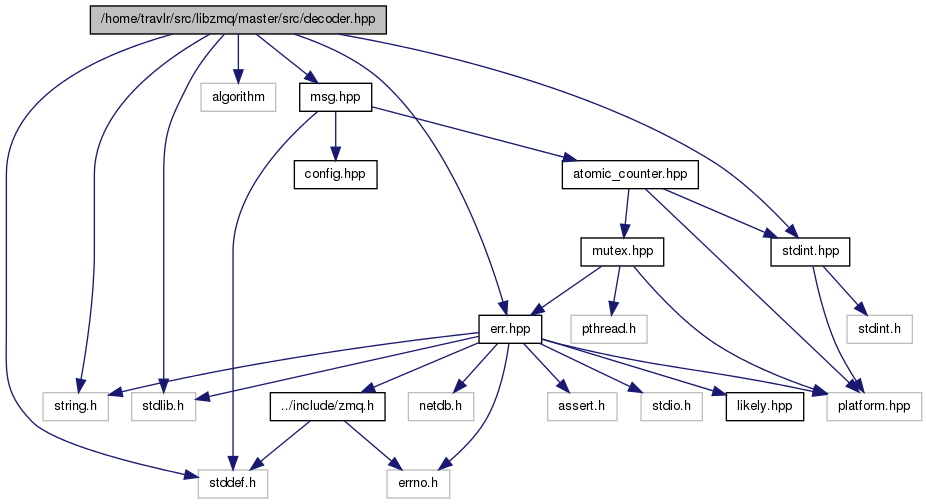 /home/travlr/src/libzmq/master/src/decoder.hpp
algorithm
msg.hpp
config.hpp
atomic_counter.hpp
mutex.hpp
stdint.hpp
err.hpp
pthread.h
stdint.h
string.h
stdlib.h
../include/zmq.h
netdb.h
assert.h
stdio.h
likely.hpp
platform.hpp
stddef.h
errno.h